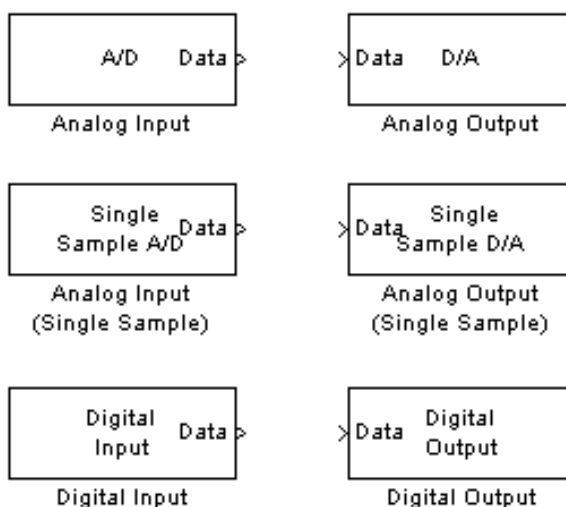 A/D Data
Analog Input
Data D/A
Analog Output
Single
Sample A/D Data
Analog Input
(Single Sample)
Data Single
Sample D/A
Analog Output
(Single Sample)
Digital
Input Data
Digital Input
Data Digital
Output
Digital Output